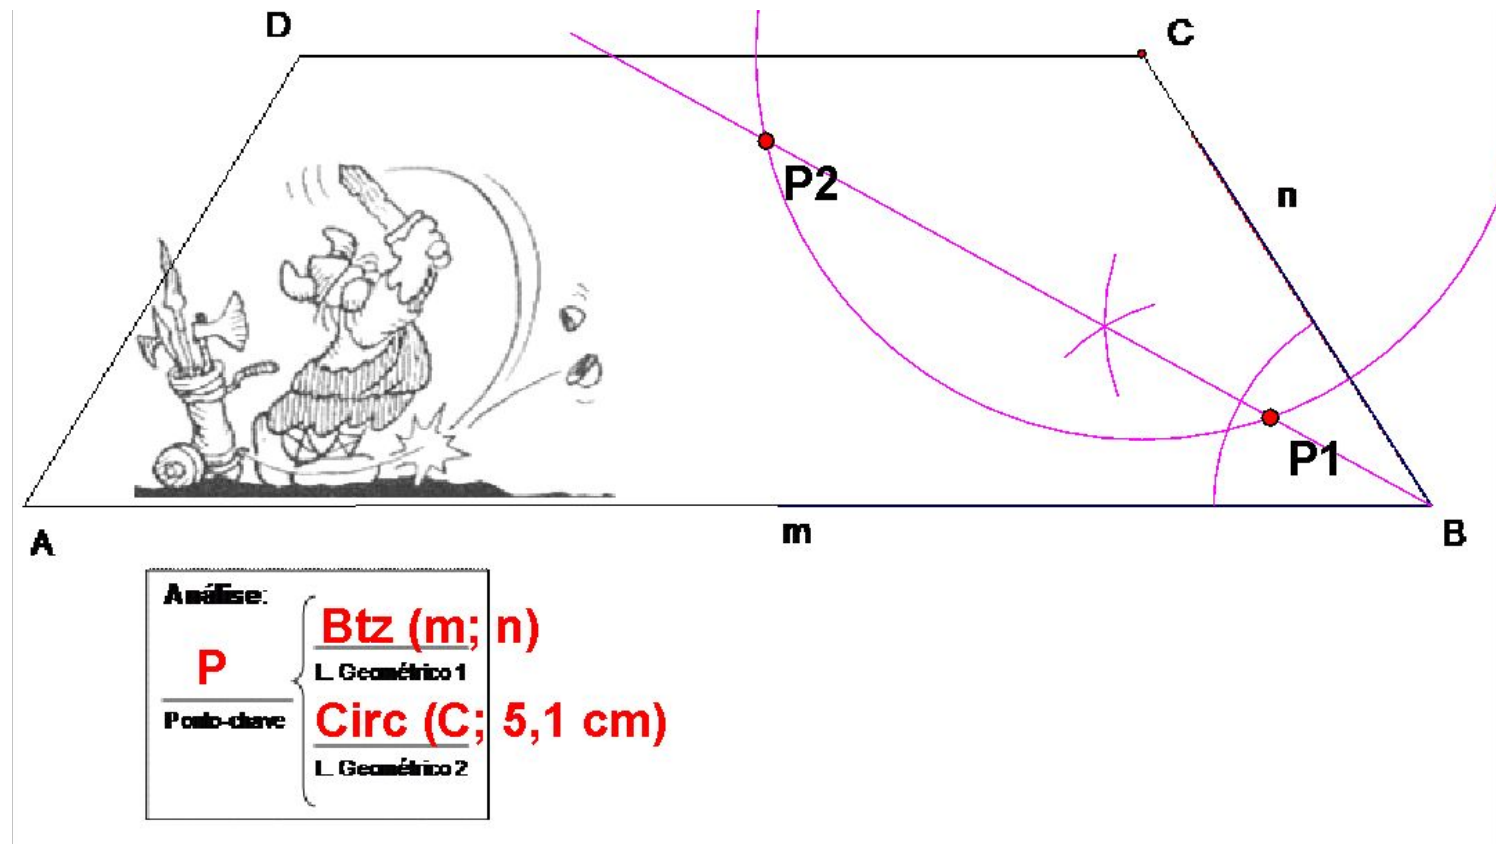 D
C
P2
n
P1
A
m
B
Análise:
Btz (m; n)
P
L. Geométrico 1
Ponto-chave
Circ (C; 5,1 cm)
L. Geométrico 2